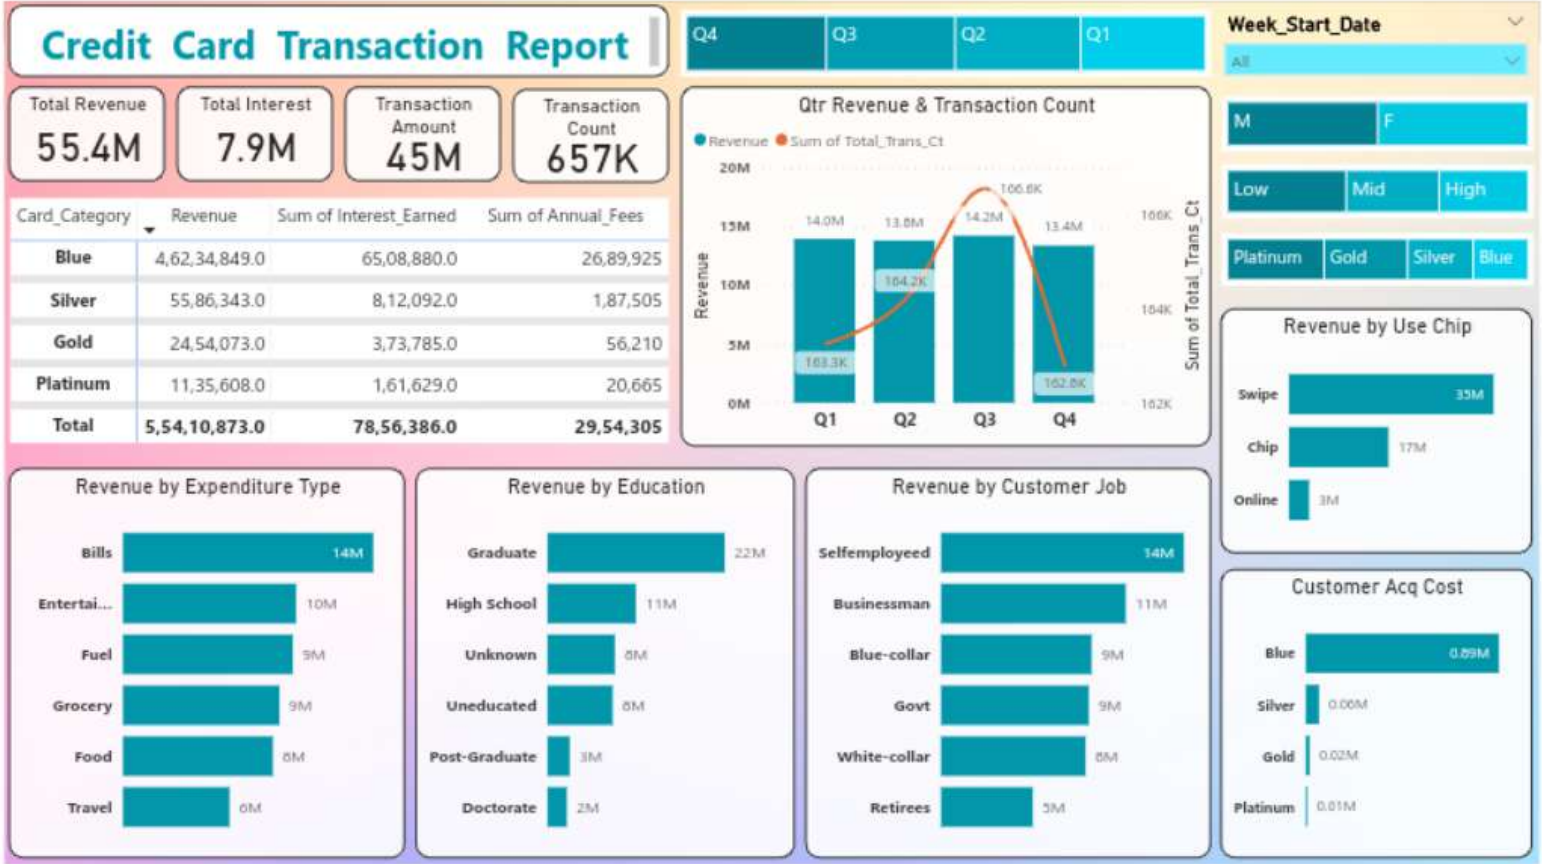 Credit Card Transaction Report
Q4 Q3 Q2 Q1
Week_Start_Date
All
Total Revenue
55.4M
Total Interest
7.9M
Transaction
Amount
45M
Transaction
Count
657K
M F
Low Mid High
Platinum Gold Silver Blue
Card_Category Revenue Sum of Interest_Earned Sum of Annual_Fees
Blue 4,62,34,849.0 65,08,880.0 26,89,925
Silver 55,86,343.0 8,12,092.0 1,87,505
Gold 24,54,073.0 3,73,785.0 56,210
Platinum 11,35,608.0 1,61,629.0 20,665
Total 5,54,10,873.0 78,56,386.0 29,54,305
Qtr Revenue & Transaction Count
Revenue Sum of Total_Trans_Ct
20M
15M
10M
5M
0M
Revenue
14.0M 13.8M 14.2M 13.4M
163.3K 164.2K 166.6K 162.8K
166K
164K
162K
Sum of Total_Trans_Ct
Q1 Q2 Q3 Q4
Revenue by Use Chip
Swipe 35M
Chip 17M
Online 3M
Revenue by Expenditure Type
Bills 14M
Entertai... 10M
Fuel 9M
Grocery 9M
Food 8M
Travel 6M
Revenue by Education
Graduate 22M
High School 11M
Unknown 8M
Uneducated 8M
Post-Graduate 3M
Doctorate 2M
Revenue by Customer Job
Selfemployeed 14M
Businessman 11M
Blue-collar 9M
Govt 9M
White-collar 8M
Retirees 5M
Customer Acq Cost
Blue 0.89M
Silver 0.06M
Gold 0.02M
Platinum 0.01M